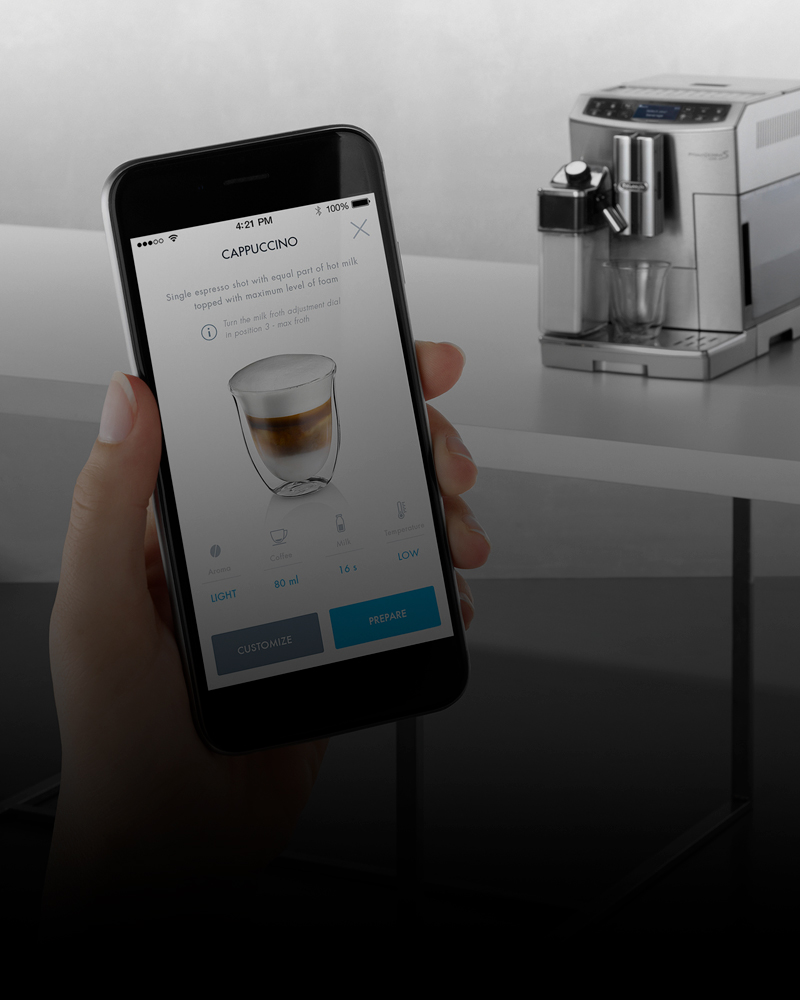 4:21 PM
100%
CAPPUCCINO
Single espresso shot with equal part of hot milk
topped with maximum level of foam
Turn the milk froth adjustment dial
in position 3 - max froth
Aroma
Coffee
Milk
Temperature
LIGHT
80 ml
16 s
LOW
CUSTOMIZE
PREPARE